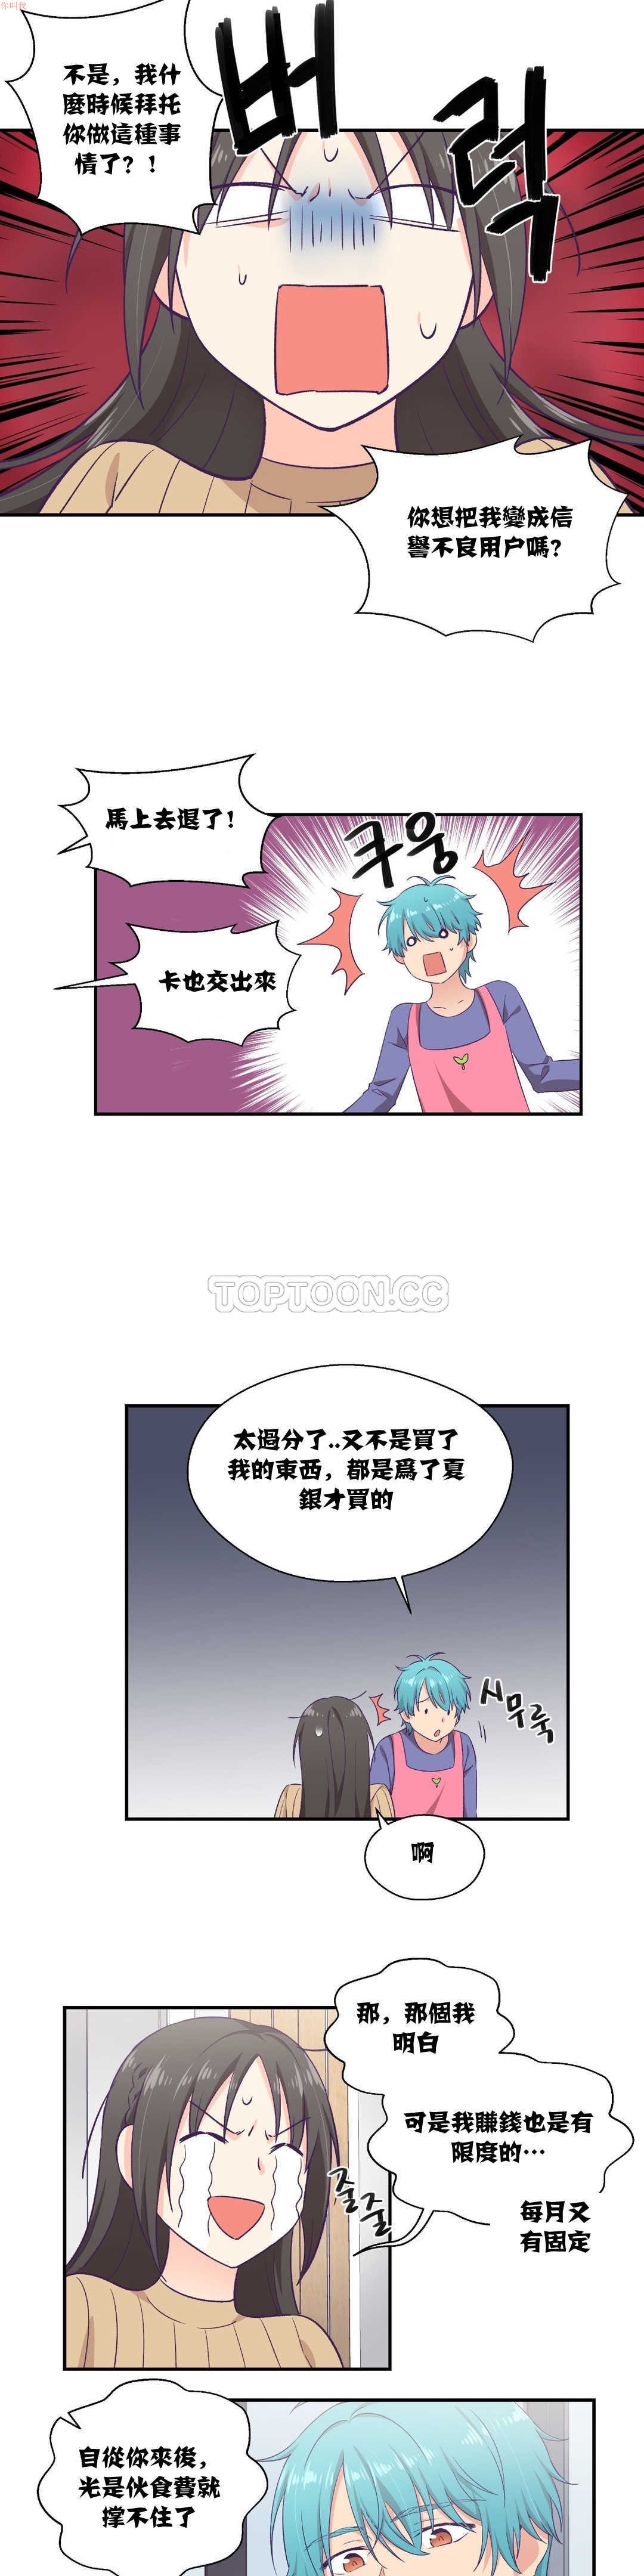 你叫我
不是，我什
麼時候拜托
你做這種事
情了？！
버럭
你想把我變成信
譽不良用户嗎？
馬上去退了！
쿠웅
卡也交出來
TOPTOON.CC
太過分了..又不是買了
我的東西，都是爲了夏
銀才買的
시무룩
啊
那，那個我
明白
可是我賺錢也是有
限度的…
줄줄
每月又
有固定
自從你來後，
光是伙食費就
撑不住了